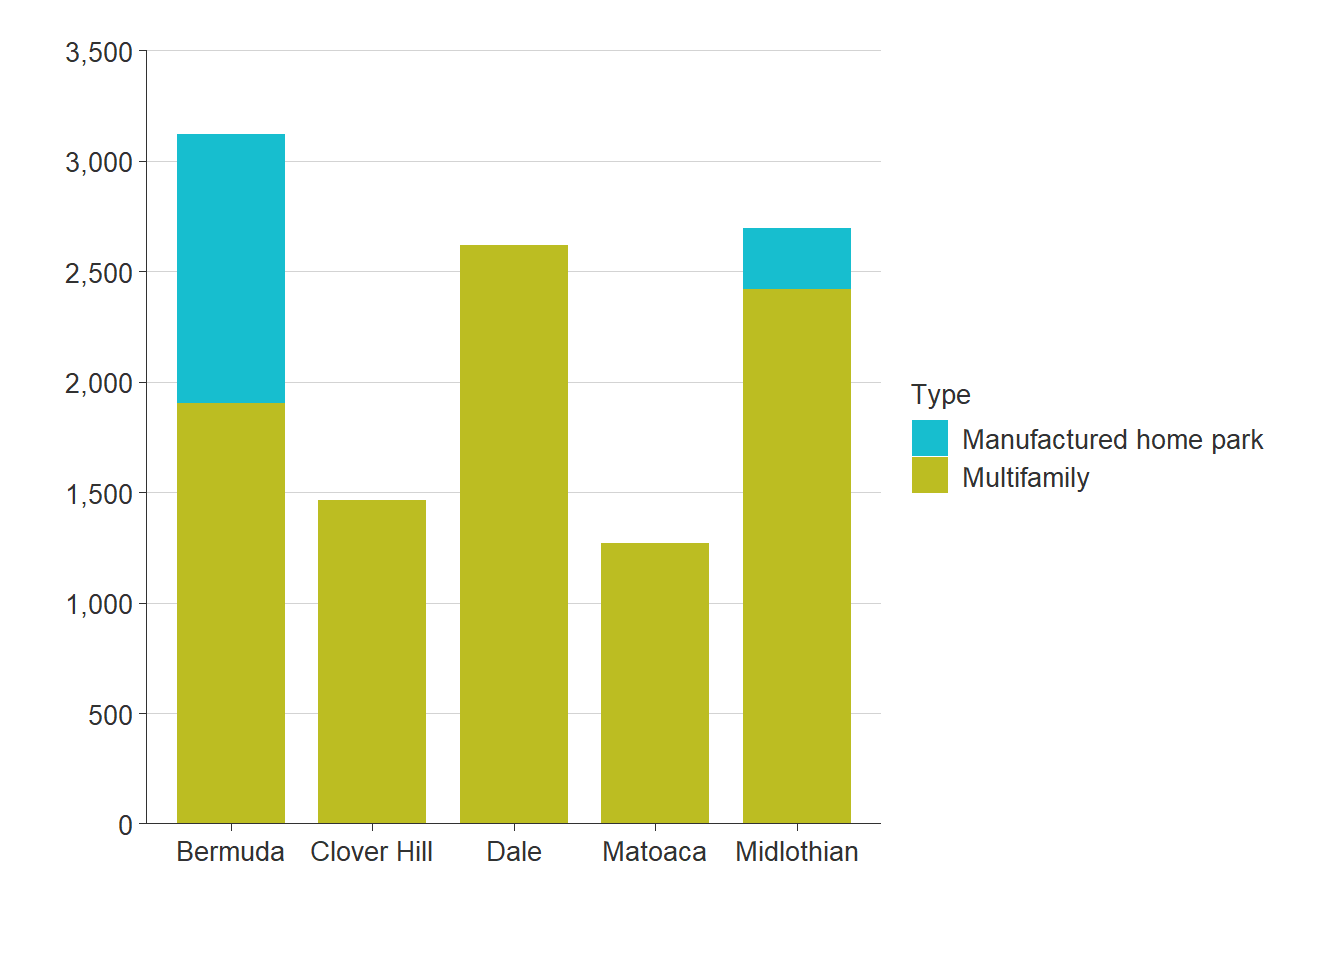 3,500
3,000
2,500
2,000
1,500
1,000
500
0
Bermuda Clover Hill Dale Matoaca Midlothian
Type
Manufactured home park
Multifamily